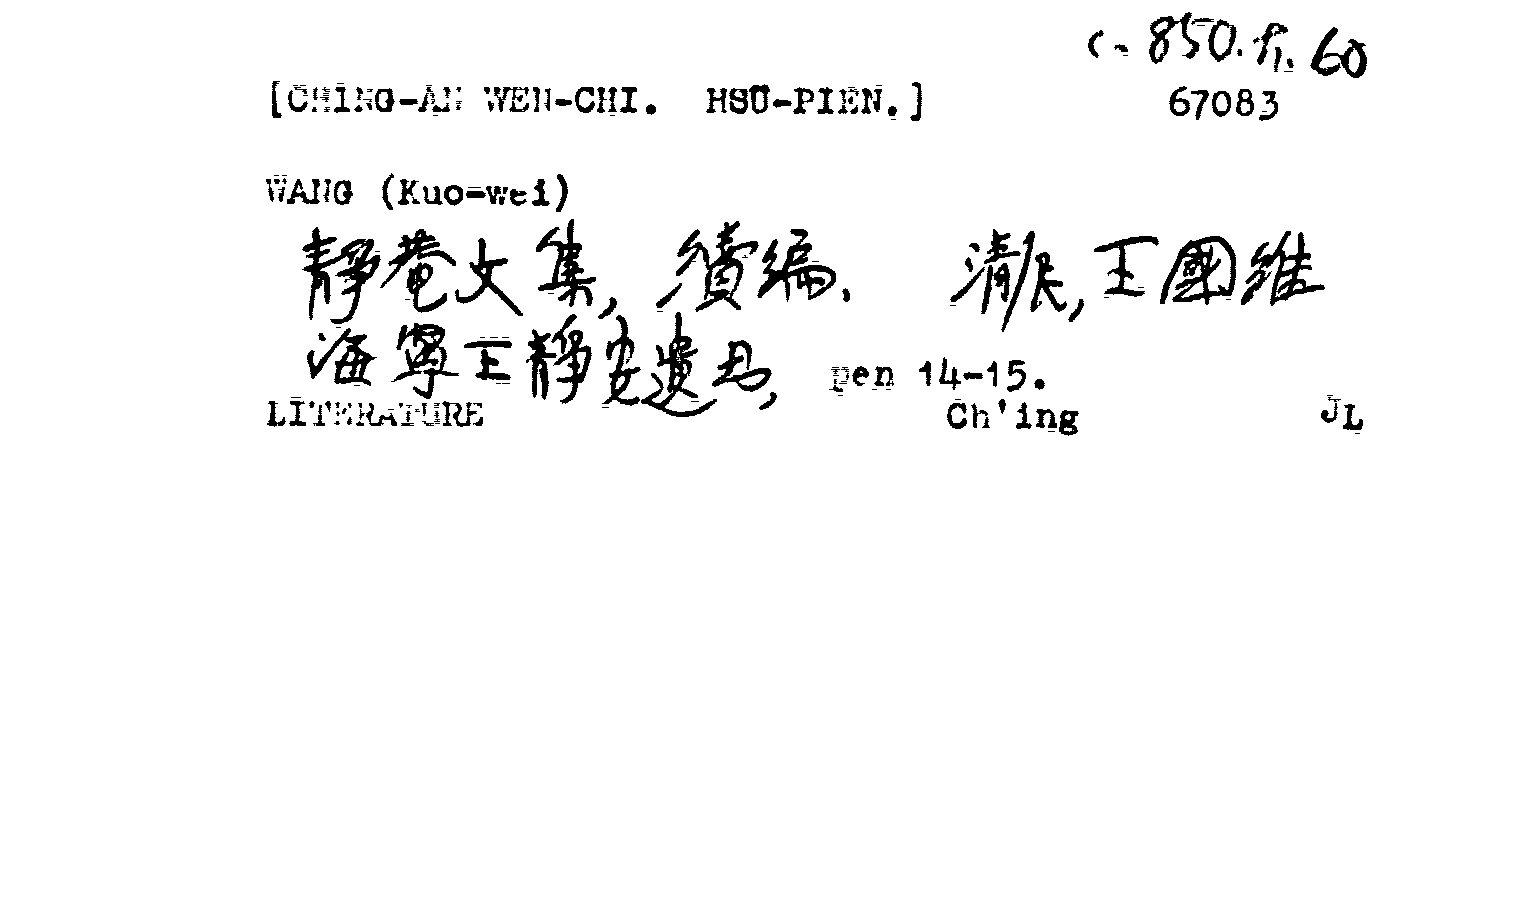 c. 850. 60
[CHING-AN WEN-CHI. HSÜ-PIEN.] 67083
WANG (Kuo-wei)
靜菴文集, 續編. 清民, 王國維
海寧王靜安遺書, pen 14-15.
LITERATURE Ch'ing JL